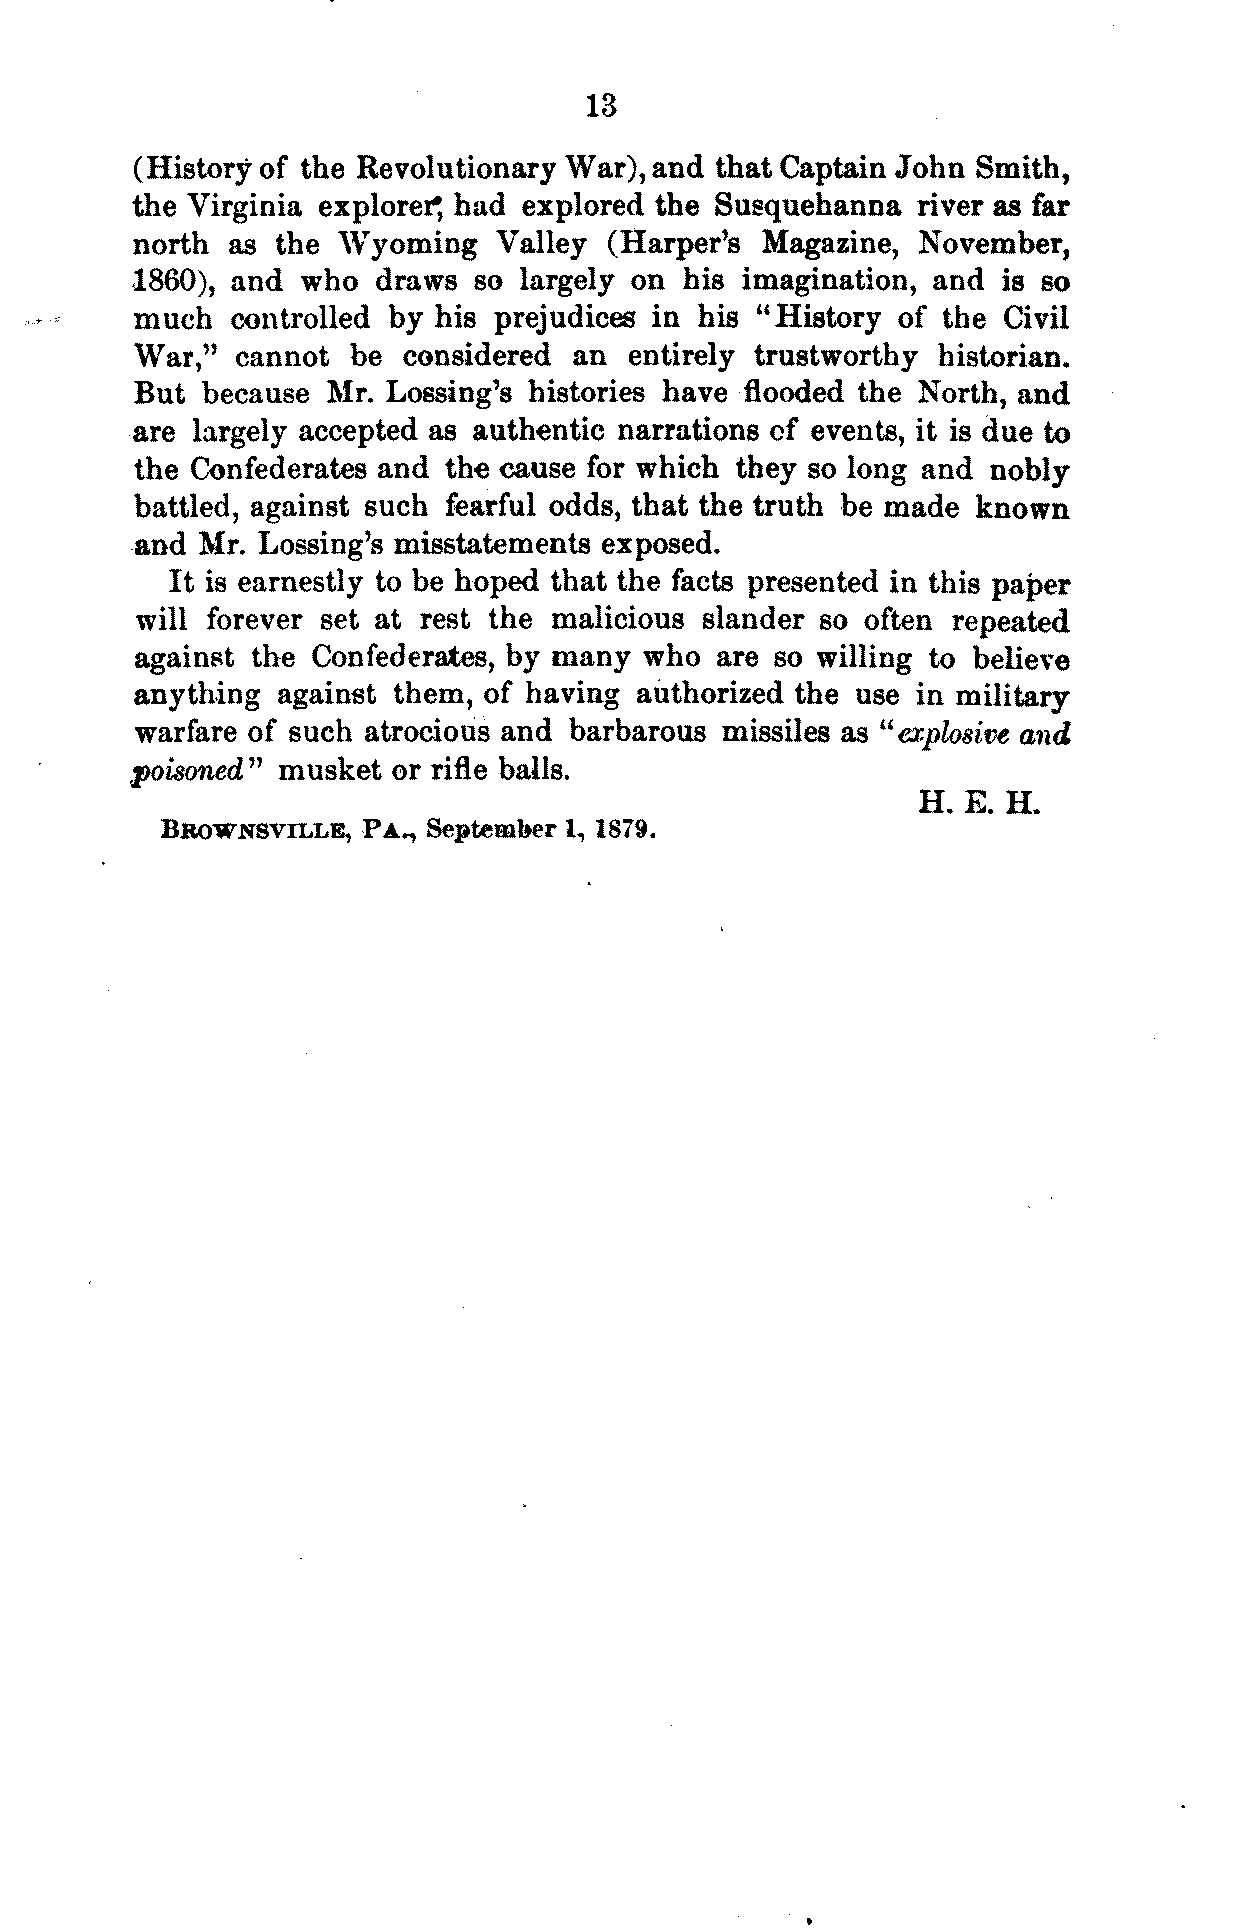 13
(History of the Revolutionary War), and that Captain John Smith,
the Virginia explorer, had explored the Susquehanna river as far
north as the Wyoming Valley (Harper's Magazine, November,
1860), and who draws so largely on his imagination, and is so
much controlled by his prejudices in his "History of the Civil
War," cannot be considered an entirely trustworthy historian.
But because Mr. Lossing's histories have flooded the North, and
are largely accepted as authentic narrations of events, it is due to
the Confederates and the cause for which they so long and nobly
battled, against such fearful odds, that the truth be made known
and Mr. Lossing's misstatements exposed.
It is earnestly to be hoped that the facts presented in this paper
will forever set at rest the malicious slander so often repeated
against the Confederates, by many who are so willing to believe
anything against them, of having authorized the use in military
warfare of such atrocious and barbarous missiles as "explosive and
poisoned" musket or rifle balls.
H. E. H.
BROWNSVILLE, PA., September 1, 1879.